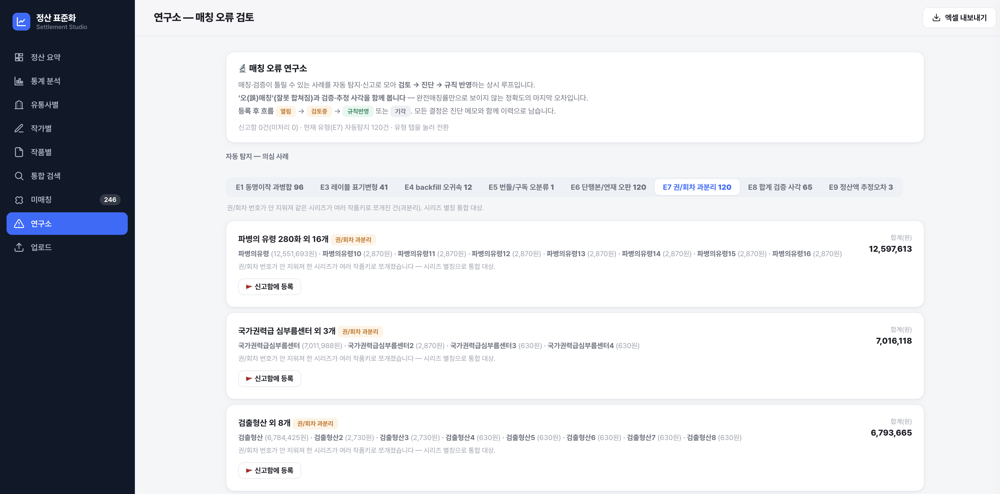 정산 표준화
Settlement Studio
정산 요약
통계 분석
유통사별
작가별
작품별
통합 검색
미매칭 246
연구소
업로드
연구소 — 매칭 오류 검토
엑셀 내보내기
매칭 오류 연구소
매칭·검증이 틀릴 수 있는 사례를 자동 탐지·신고로 모아 검토 → 진단 → 규칙 반영하는 상시 루프입니다.
‘오(誤)매칭’(잘못 합쳐짐)과 검증·추정 사각을 함께 봅니다 — 완전매칭률만으로 보이지 않는 정확도의 마지막 오차입니다.
등록 후 흐름 열림 → 검토중 → 규칙반영 또는 기각. 모든 결정은 진단 메모와 함께 이력으로 남습니다.
신고함 0건(미처리 0) · 현재 유형(E7) 자동탐지 120건 · 유형 탭을 눌러 전환
자동 탐지 — 의심 사례
E1 동명이작 과병합 96 E3 레이블 표기변형 41 E4 backfill 오귀속 12 E5 번들/구독 오분류 1 E6 단행본/연재 오판 120 E7 권/회차 과분리 120 E8 합계 검증 사각 65 E9 정산액 추정오차 3
권/회차 번호가 안 지워져 같은 시리즈가 여러 작품키로 쪼개진 건(과분리). 시리즈 별칭 통합 대상.
파병의 유령 280화 외 16개 권/회차 과분리
합계(원)
12,597,613
파병의유령 (12,551,693원) · 파병의유령10 (2,870원) · 파병의유령11 (2,870원) · 파병의유령12 (2,870원) · 파병의유령13 (2,870원) · 파병의유령14 (2,870원) · 파병의유령15 (2,870원) · 파병의유령16 (2,870원)
권/회차 번호가 안 지워져 한 시리즈가 여러 작품키로 쪼개졌습니다 — 시리즈 별칭으로 통합 대상.
신고함에 등록
국가권력급 심부름센터 외 3개 권/회차 과분리
합계(원)
7,016,118
국가권력급심부름센터 (7,011,988원) · 국가권력급심부름센터2 (2,870원) · 국가권력급심부름센터3 (630원) · 국가권력급심부름센터4 (630원)
권/회차 번호가 안 지워져 한 시리즈가 여러 작품키로 쪼개졌습니다 — 시리즈 별칭으로 통합 대상.
신고함에 등록
검출형산 외 8개 권/회차 과분리
합계(원)
6,793,665
검출형산 (6,784,425원) · 검출형산2 (2,730원) · 검출형산3 (2,730원) · 검출형산4 (630원) · 검출형산5 (630원) · 검출형산6 (630원) · 검출형산7 (630원) · 검출형산8 (630원)
권/회차 번호가 안 지워져 한 시리즈가 여러 작품키로 쪼개졌습니다 — 시리즈 별칭으로 통합 대상.
신고함에 등록